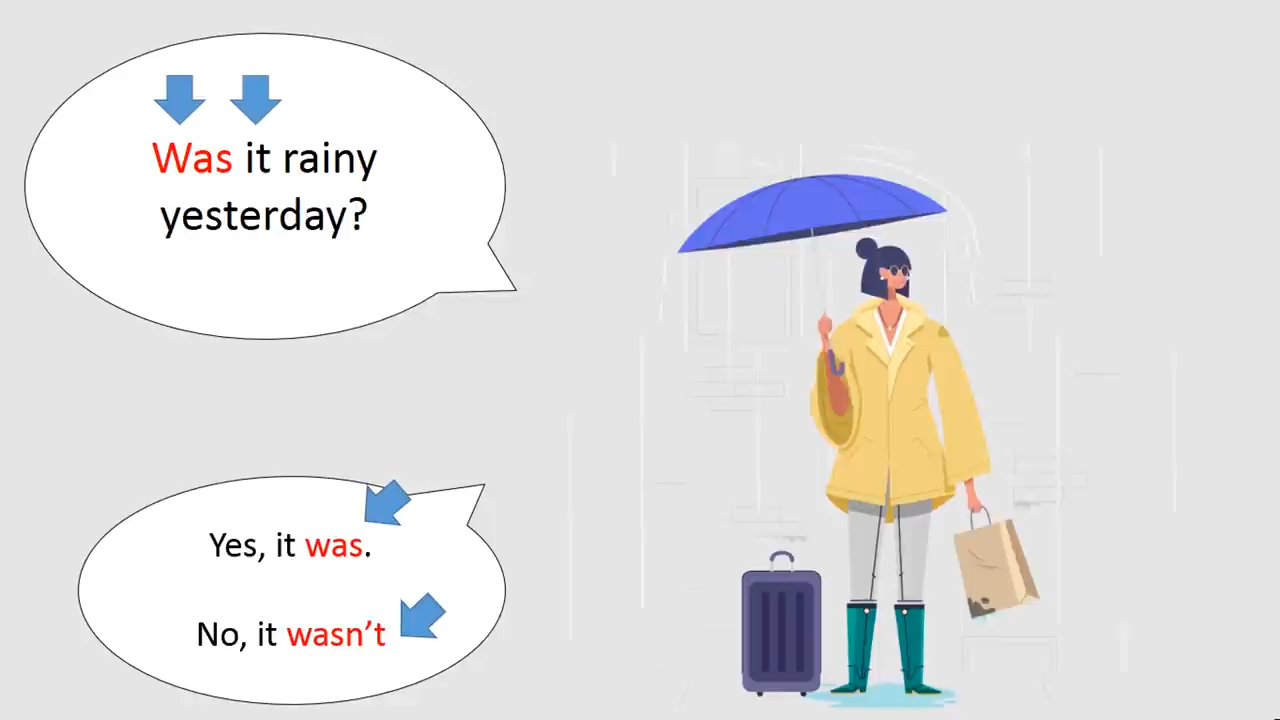 Was it rainy
yesterday?
Yes, it was.
No, it wasn’t